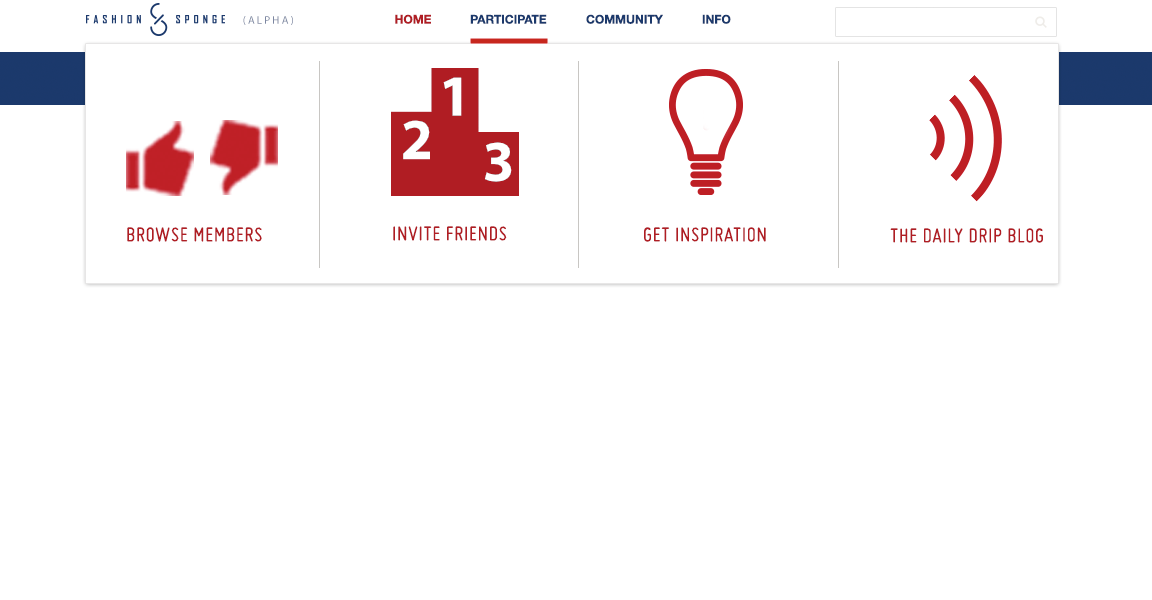 FASHION SPONGE (ALPHA)
HOME PARTICIPATE COMMUNITY INFO
1
2
3
BROWSE MEMBERS
INVITE FRIENDS
GET INSPIRATION
THE DAILY DRIP BLOG